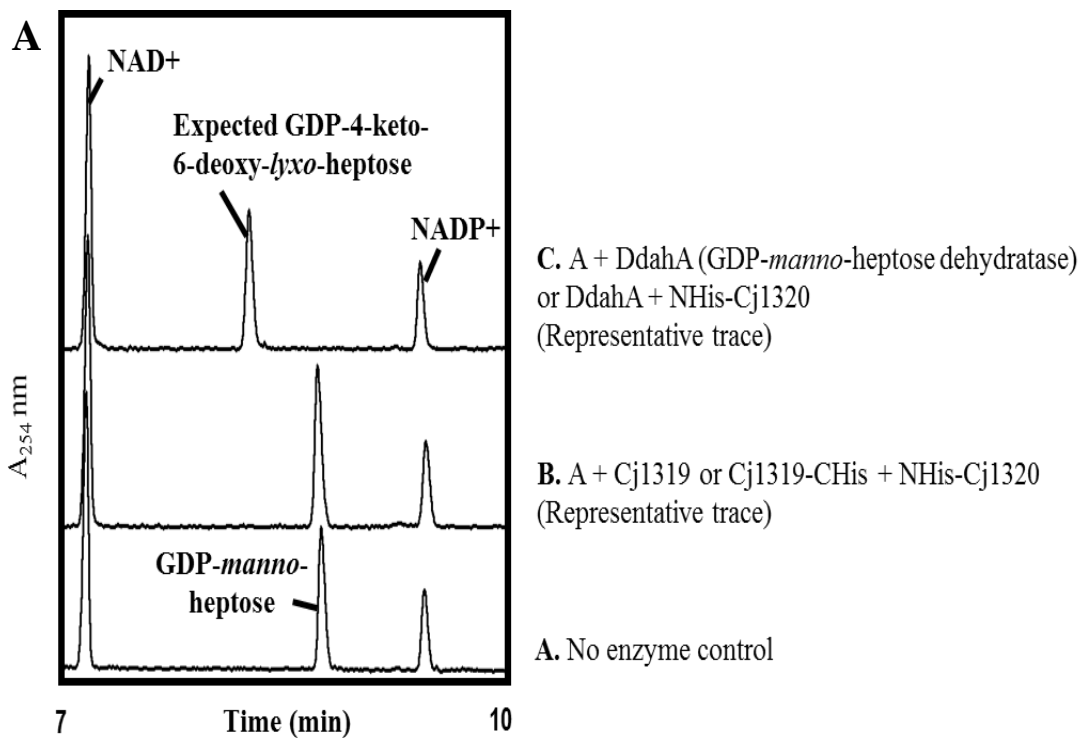 A
NAD+
Expected GDP-4-keto-
6-deoxy-lyxo-heptose
NADP+
C. A + DdahA (GDP-manno-heptose dehydratase)
or DdahA + NHis-Cj1320
(Representative trace)
A254 nm
B. A + Cj1319 or Cj1319-CHis + NHis-Cj1320
(Representative trace)
GDP-manno-
heptose
A. No enzyme control
7
Time (min)
10